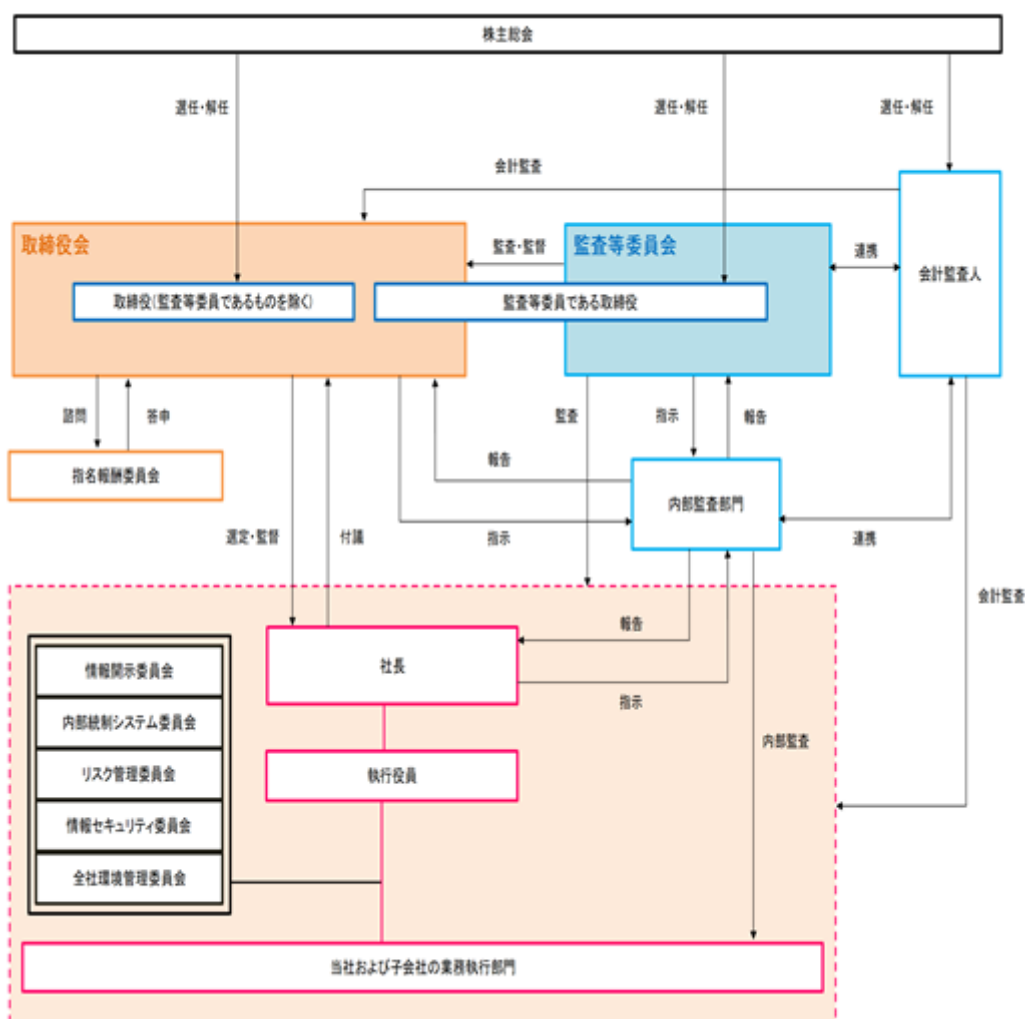 株主総会
選任・解任
選任・解任
選任・解任
会計監査
取締役会
監査・監督
監査等委員会
連携
会計監査人
取締役(監査等委員であるものを除く)
監査等委員である取締役
諮問
答申
監査
指示
報告
指名報酬委員会
報告
内部監査部門
選定・監督
付議
指示
連携
会計監査
報告
社長
指示
情報開示委員会
内部統制システム委員会
リスク管理委員会
情報セキュリティ委員会
全社環境管理委員会
執行役員
内部監査
当社および子会社の業務執行部門